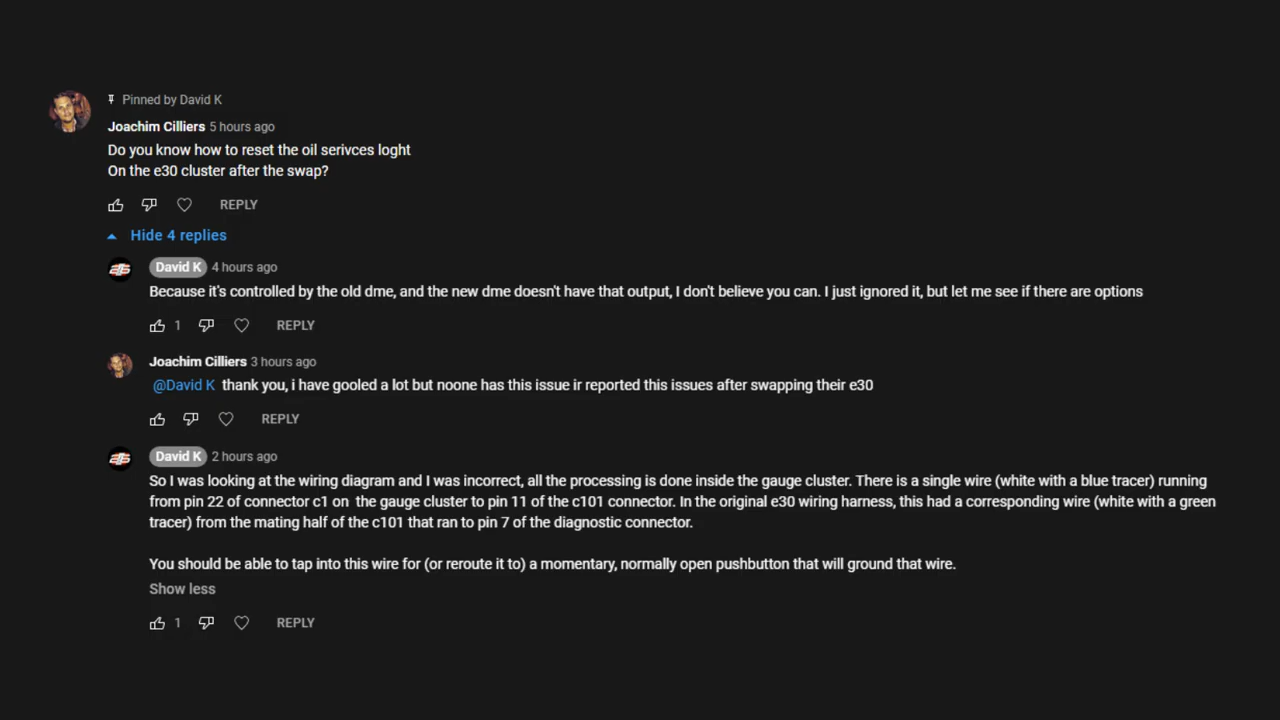 Pinned by David K
Joachim Cilliers 5 hours ago
Do you know how to reset the oil serivces loght
On the e30 cluster after the swap?
REPLY
Hide 4 replies
David K 4 hours ago
Because it's controlled by the old dme, and the new dme doesn't have that output, I don't believe you can. I just ignored it, but let me see if there are options
1 REPLY
Joachim Cilliers 3 hours ago
@David K thank you, i have gooled a lot but noone has this issue ir reported this issues after swapping their e30
REPLY
David K 2 hours ago
So I was looking at the wiring diagram and I was incorrect, all the processing is done inside the gauge cluster. There is a single wire (white with a blue tracer) running
from pin 22 of connector c1 on the gauge cluster to pin 11 of the c101 connector. In the original e30 wiring harness, this had a corresponding wire (white with a green
tracer) from the mating half of the c101 that ran to pin 7 of the diagnostic connector.
You should be able to tap into this wire for (or reroute it to) a momentary, normally open pushbutton that will ground that wire.
Show less
1 REPLY